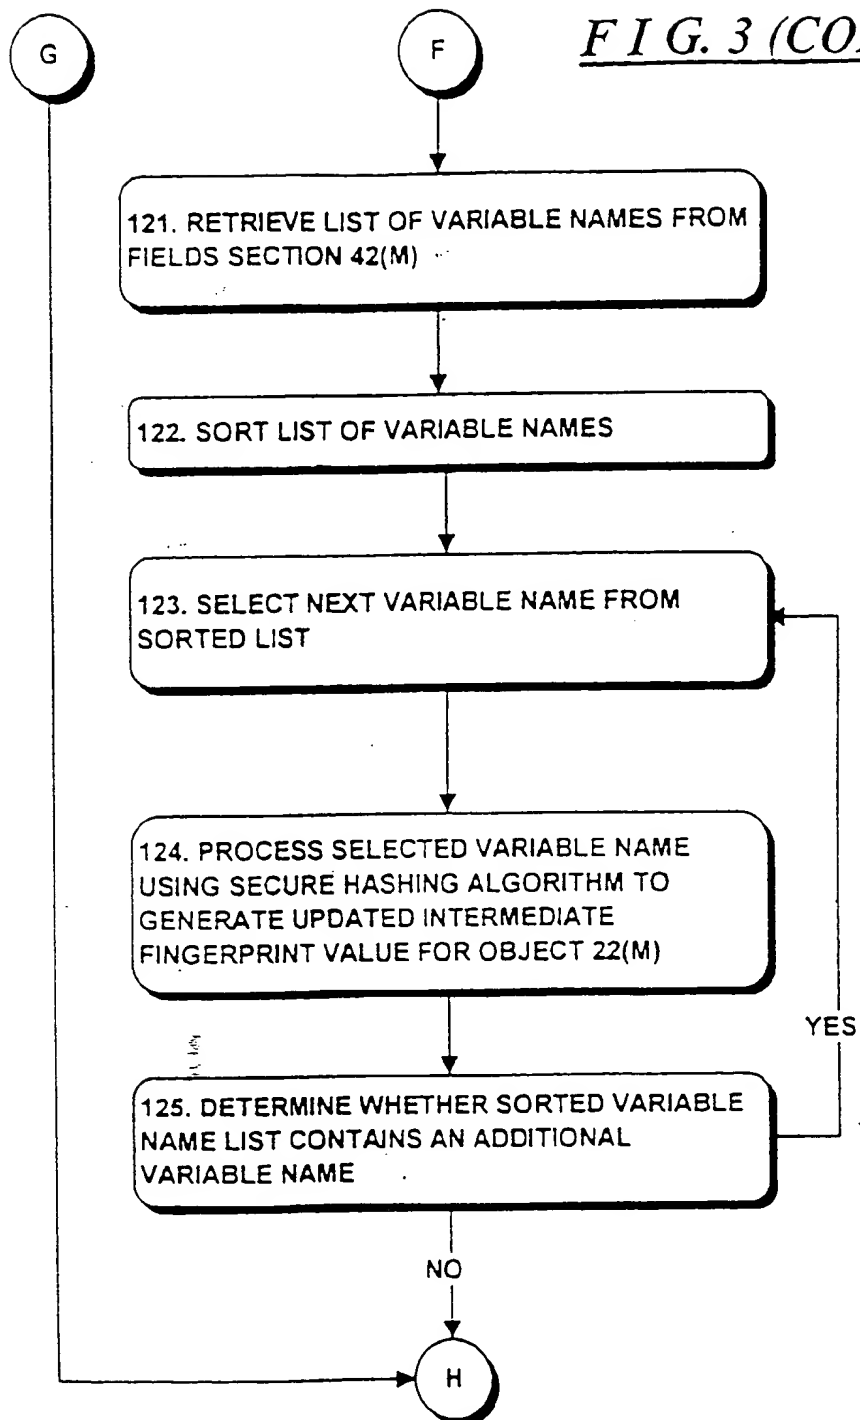 G
F
F I G. 3
121. RETRIEVE LIST OF VARIABLE NAMES FROM
FIELDS SECTION 42(M)
122. SORT LIST OF VARIABLE NAMES
123. SELECT NEXT VARIABLE NAME FROM
SORTED LIST
124. PROCESS SELECTED VARIABLE NAME
USING SECURE HASHING ALGORITHM TO
GENERATE UPDATED INTERMEDIATE
FINGERPRINT VALUE FOR OBJECT 22(M)
YES
125. DETERMINE WHETHER SORTED VARIABLE
NAME LIST CONTAINS AN ADDITIONAL
VARIABLE NAME
NO
H